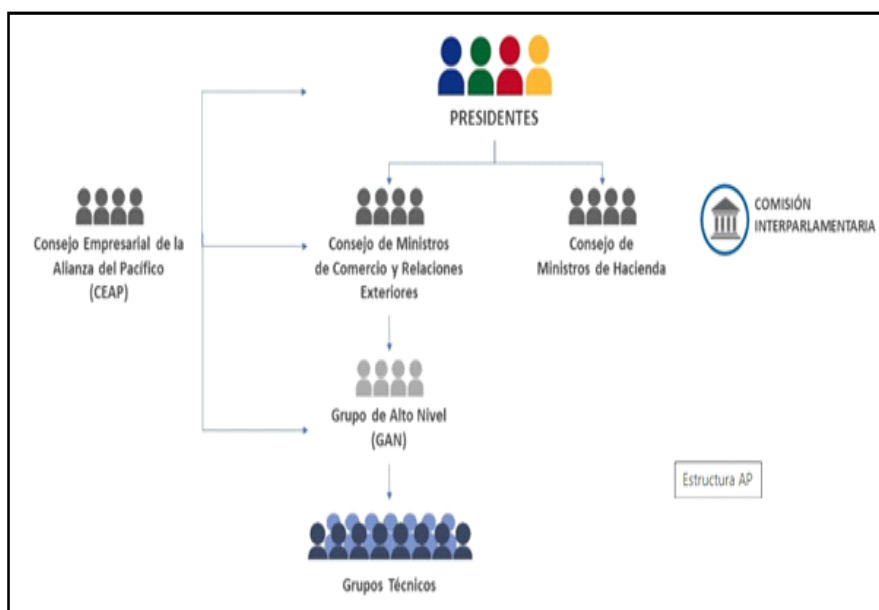 PRESIDENTES
Consejo Empresarial de la
Alianza del Pacífico
(CEAP)
Consejo de Ministros
de Comercio y Relaciones
Exteriores
Consejo de
Ministros de Hacienda
COMISIÓN
INTERPARLAMENTARIA
Grupo de Alto Nivel
(GAN)
Estructura AP
Grupos Técnicos